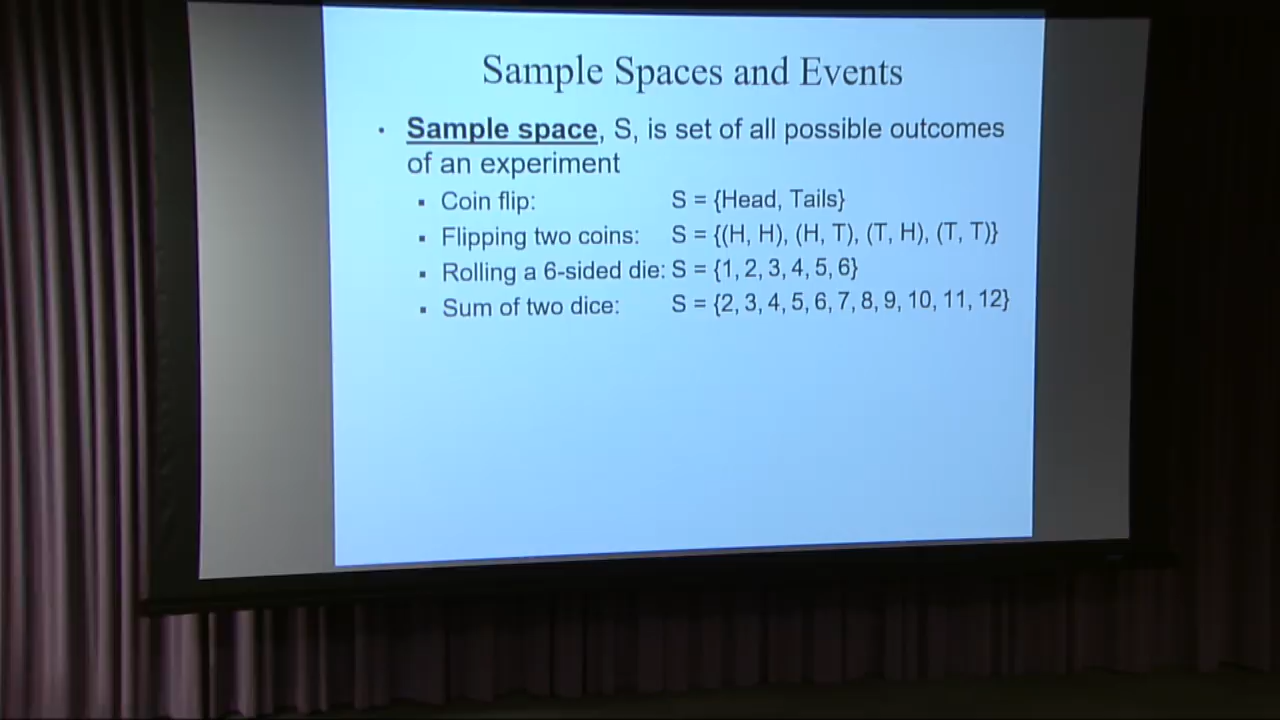 Sample Spaces and Events
• Sample space, S, is set of all possible outcomes
of an experiment
▪ Coin flip: S = {Head, Tails}
▪ Flipping two coins: S = {(H, H), (H, T), (T, H), (T, T)}
▪ Rolling a 6-sided die: S = {1, 2, 3, 4, 5, 6}
▪ Sum of two dice: S = {2, 3, 4, 5, 6, 7, 8, 9, 10, 11, 12}